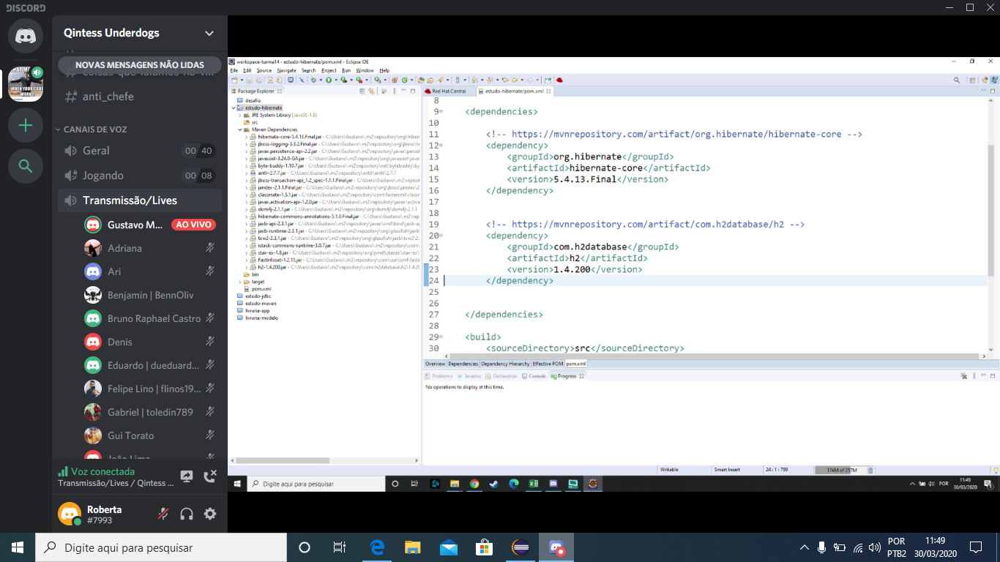 DISCORD
Qintess Underdogs
NOVAS MENSAGENS NÃO LIDAS
anti_chefe
CANAIS DE VOZ
Geral
00 40
Jogando
00 08
Transmissão/Lives
Gustavo M... AO VIVO
Adriana
Ari
Benjamin | BennOliv
Bruno Raphael Castro
Denis
Eduardo | dueduard...
Felipe Lino | flinos19...
Gabriel | toledin789
Gui Torato
João Lima
Voz conectada
Transmissão/Lives / Qintess ...
Roberta
#7993
workspace-turma14 - estudo-hibernate/pom.xml - Eclipse IDE
File Edit Source Navigate Search Project Run Window Help
Package Explorer
desafio
estudo-hibernate
JRE System Library [JavaSE-1.8]
src
Maven Dependencies
hibernate-core-5.4.13.Final.jar - C:\Users\Gustavo\.m2\repository\org\hiber
jboss-logging-3.3.2.Final.jar - C:\Users\Gustavo\.m2\repository\org\jboss\lo
javax.persistence-api-2.2.jar - C:\Users\Gustavo\.m2\repository\javax\persi
javassist-3.24.0-GA.jar - C:\Users\Gustavo\.m2\repository\org\javassist\javas
byte-buddy-1.10.7.jar - C:\Users\Gustavo\.m2\repository\net\bytebuddy\by
antlr-2.7.7.jar - C:\Users\Gustavo\.m2\repository\antlr\antlr\2.7.7
jboss-transaction-api_1.2_spec-1.1.1.Final.jar - C:\Users\Gustavo\.m2\repos
jandex-2.1.1.Final.jar - C:\Users\Gustavo\.m2\repository\org\jboss\jandex\2
classmate-1.5.1.jar - C:\Users\Gustavo\.m2\repository\com\fasterxml\classr
javax.activation-api-1.2.0.jar - C:\Users\Gustavo\.m2\repository\javax\activa
dom4j-2.1.1.jar - C:\Users\Gustavo\.m2\repository\org\dom4j\dom4j\2.1.1
hibernate-commons-annotations-5.1.0.Final.jar - C:\Users\Gustavo\.m2\rep
jaxb-api-2.3.1.jar - C:\Users\Gustavo\.m2\repository\javax\xml\bind\jaxb-ap
jaxb-runtime-2.3.1.jar - C:\Users\Gustavo\.m2\repository\org\glassfish\jaxb
txw2-2.3.1.jar - C:\Users\Gustavo\.m2\repository\org\glassfish\jaxb\txw2\2.
istack-commons-runtime-3.0.7.jar - C:\Users\Gustavo\.m2\repository\com\
stax-ex-1.8.jar - C:\Users\Gustavo\.m2\repository\org\jvnet\staxex\stax-ex\
FastInfoset-1.2.15.jar - C:\Users\Gustavo\.m2\repository\com\sun\xml\fasti
h2-1.4.200.jar - C:\Users\Gustavo\.m2\repository\com\h2database\h2\1.4.20
bin
target
pom.xml
estudo-jdbc
estudo-maven
livraria-app
livraria-modelo
Red Hat Central
estudo-hibernate/pom.xml
8
9 <dependencies>
10
11 <!-- https://mvnrepository.com/artifact/org.hibernate/hibernate-core -->
12 <dependency>
13 <groupId>org.hibernate</groupId>
14 <artifactId>hibernate-core</artifactId>
15 <version>5.4.13.Final</version>
16 </dependency>
17
18
19 <!-- https://mvnrepository.com/artifact/com.h2database/h2 -->
20 <dependency>
21 <groupId>com.h2database</groupId>
22 <artifactId>h2</artifactId>
23 <version>1.4.200</version>
24 </dependency>
25
26
27 </dependencies>
28
29 <build>
30 <sourceDirectory>src</sourceDirectory>
Overview Dependencies Dependency Hierarchy Effective POM pom.xml
Problems Javadoc Declaration Console Progress
No operations to display at this time.
Writable Smart Insert 24 : 1 : 799 174M of 257M
Digite aqui para pesquisar
POR 11:49
30/03/2020
Digite aqui para pesquisar
POR 11:49
PTB2 30/03/2020